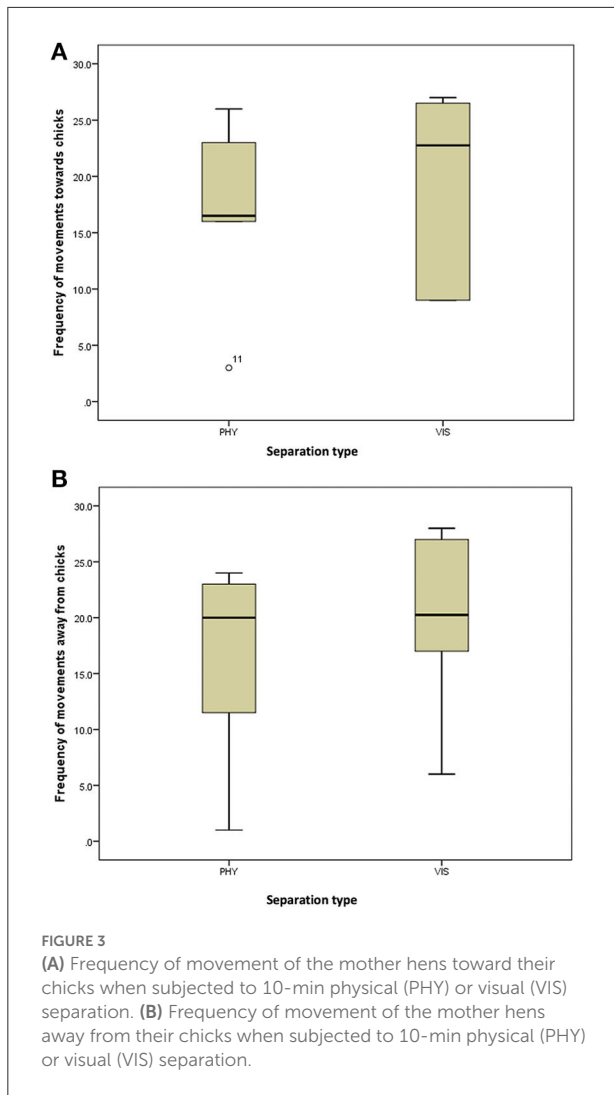 A
30.0
25.0
20.0
15.0
10.0
5.0
.0
Frequency of movements towards chicks
11
PHY
VIS
Separation type
B
30.0
25.0
20.0
15.0
10.0
5.0
.0
Frequency of movements away from chicks
PHY
VIS
Separation type
FIGURE 3
(A) Frequency of movement of the mother hens toward their
chicks when subjected to 10-min physical (PHY) or visual (VIS)
separation. (B) Frequency of movement of the mother hens
away from their chicks when subjected to 10-min physical (PHY)
or visual (VIS) separation.